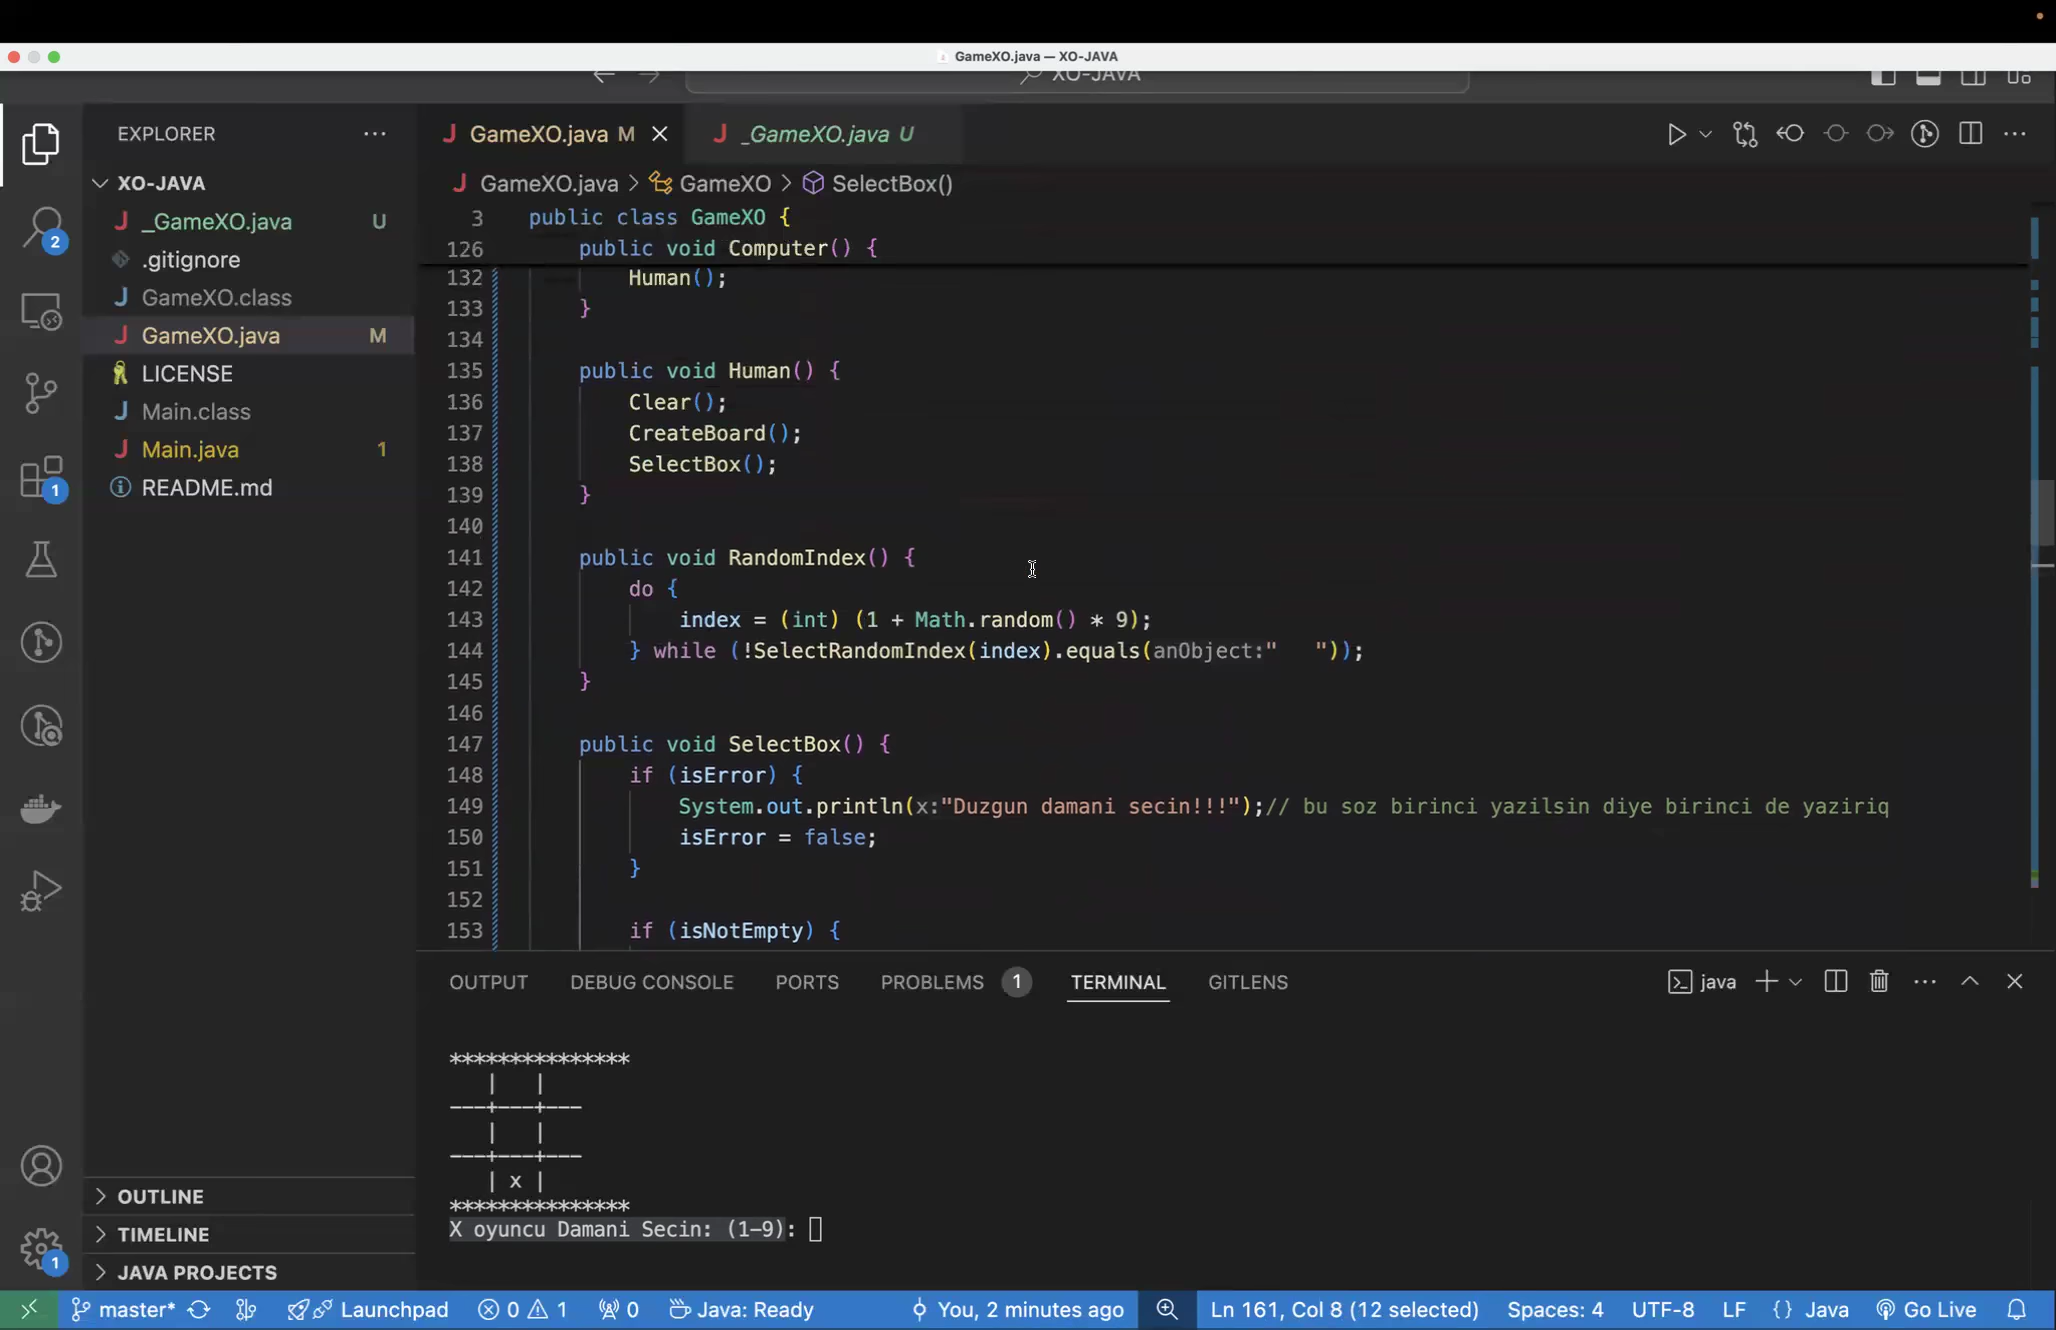 GameXO.java — XO-JAVA
XO-JAVA
EXPLORER
XO-JAVA
_GameXO.java U
.gitignore
GameXO.class
GameXO.java M
LICENSE
Main.class
Main.java 1
README.md
OUTLINE
TIMELINE
JAVA PROJECTS
2
1
1
GameXO.java M
_GameXO.java U
GameXO.java > GameXO > SelectBox()
3 public class GameXO {
126 public void Computer() {
132 Human();
133 }
134
135 public void Human() {
136 Clear();
137 CreateBoard();
138 SelectBox();
139 }
140
141 public void RandomIndex() {
142 do {
143 index = (int) (1 + Math.random() * 9);
144 } while (!SelectRandomIndex(index).equals(anObject:"   "));
145 }
146
147 public void SelectBox() {
148 if (isError) {
149 System.out.println(x:"Duzgun damani secin!!!");// bu soz birinci yazilsin diye birinci de yaziriq
150 isError = false;
151 }
152
153 if (isNotEmpty) {
OUTPUT DEBUG CONSOLE PORTS PROBLEMS 1 TERMINAL GITLENS
java
***************
   |   |
---+---+---
   |   |
---+---+---
   | x |
***************
X oyuncu Damani Secin: (1-9):
master* Launchpad 0 1 0 Java: Ready You, 2 minutes ago Ln 161, Col 8 (12 selected) Spaces: 4 UTF-8 LF {} Java Go Live